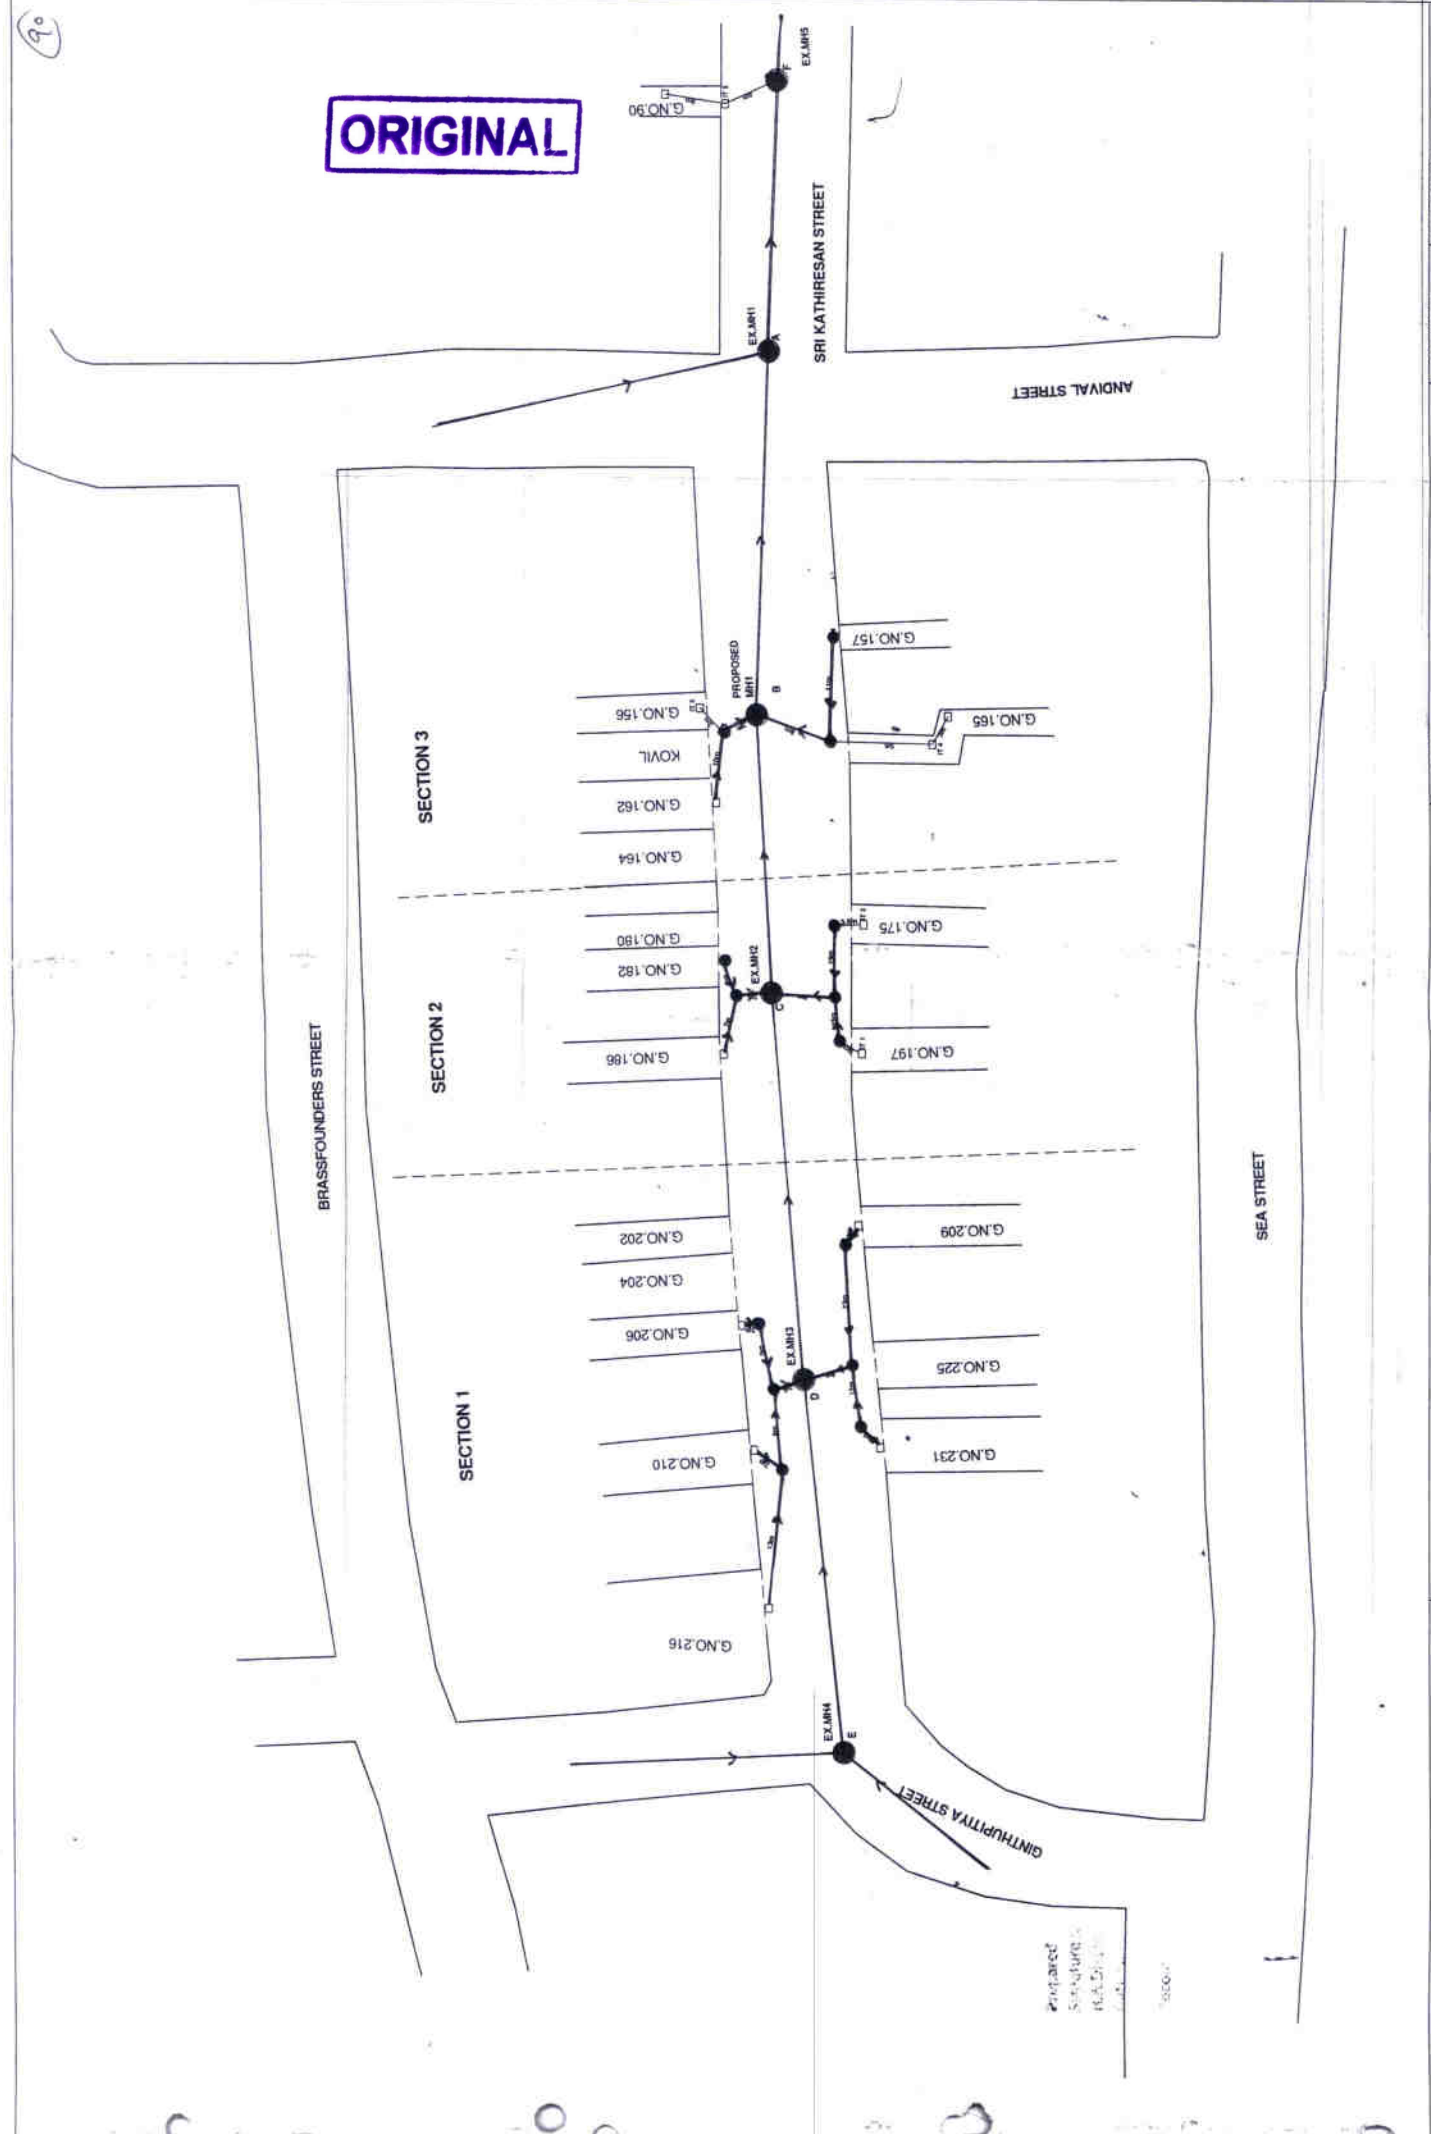 90
ORIGINAL
G.NO.90
F
EX.MH5
EX.MH1
A
SRI KATHIRESAN STREET
ANDIVAL STREET
SECTION 3
G.NO.156
KOVIL
G.NO.162
G.NO.164
PROPOSED
MH1
B
G.NO.157
G.NO.165
BRASSFOUNDERS STREET
SECTION 2
G.NO.180
G.NO.182
G.NO.186
EX.MH2
C
G.NO.175
G.NO.197
SEA STREET
SECTION 1
G.NO.202
G.NO.204
G.NO.206
G.NO.210
G.NO.216
EX.MH3
D
G.NO.209
G.NO.225
G.NO.231
EX.MH4
E
GINTHUPITIYA STREET
Prepared